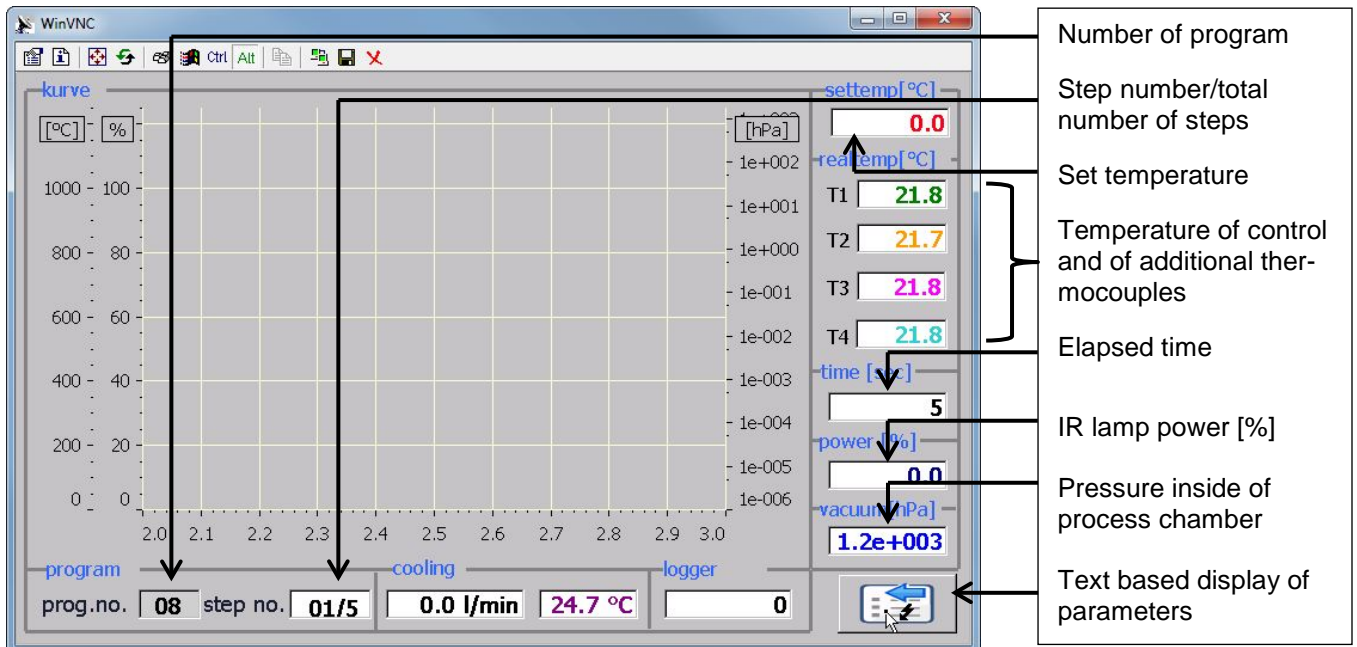 WinVNC
Ctrl Alt
kurve
settemp[°C]
[°C] % [hPa]
0.0
1e+002
realtemp[°C]
1000 100
1e+001
T1 21.8
800 80
1e+000
T2 21.7
1e-001
T3 21.8
600 60
1e-002
T4 21.8
400 40
1e-003
time [sec]
5
1e-004
200 20
power [%]
1e-005
0.0
0 0
1e-006
vacuum[hPa]
2.0 2.1 2.2 2.3 2.4 2.5 2.6 2.7 2.8 2.9 3.0
1.2e+003
program cooling logger
prog.no. 08 step no. 01/5 0.0 l/min 24.7 °C 0
Number of program
Step number/total
number of steps
Set temperature
Temperature of control
and of additional ther-
mocouples
Elapsed time
IR lamp power [%]
Pressure inside of
process chamber
Text based display of
parameters